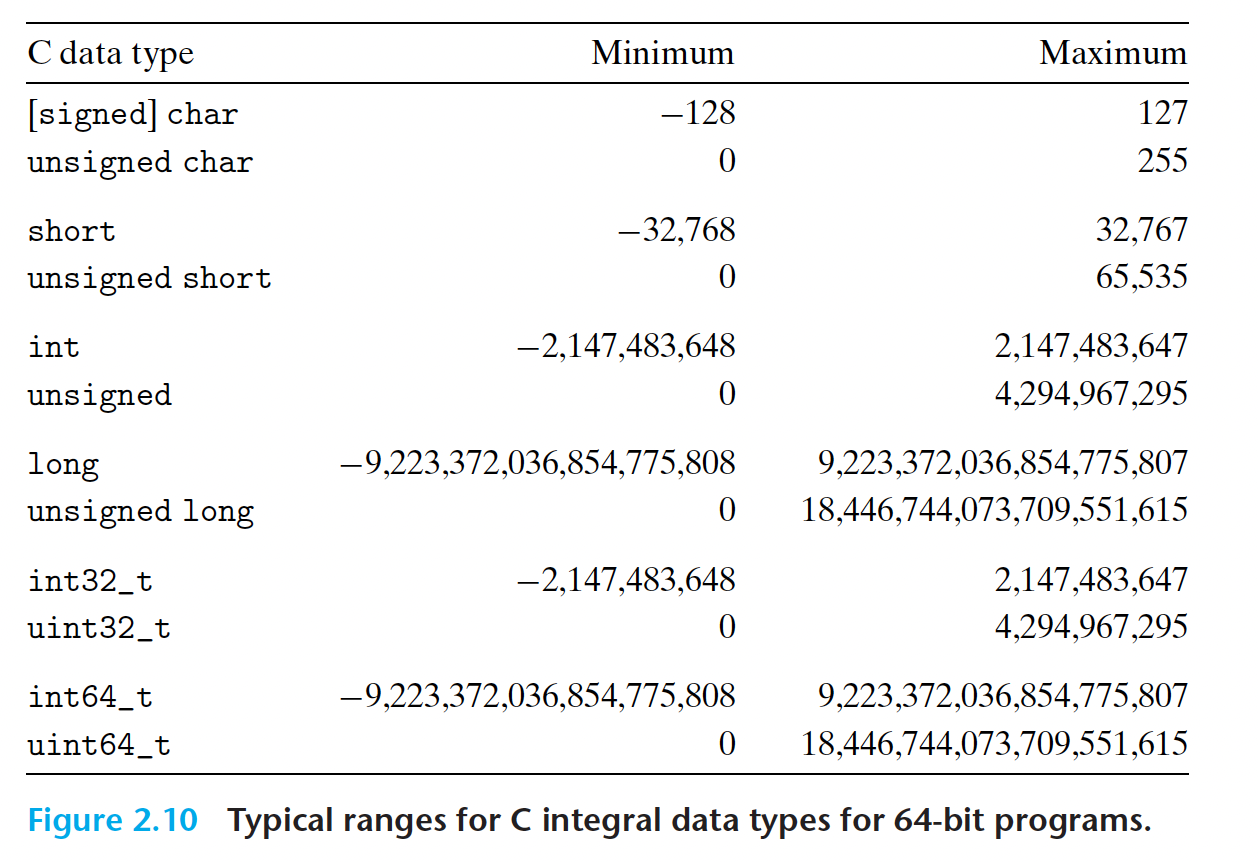 C data type Minimum Maximum
[signed] char −128 127
unsigned char 0 255
short −32,768 32,767
unsigned short 0 65,535
int −2,147,483,648 2,147,483,647
unsigned 0 4,294,967,295
long −9,223,372,036,854,775,808 9,223,372,036,854,775,807
unsigned long 0 18,446,744,073,709,551,615
int32_t −2,147,483,648 2,147,483,647
uint32_t 0 4,294,967,295
int64_t −9,223,372,036,854,775,808 9,223,372,036,854,775,807
uint64_t 0 18,446,744,073,709,551,615
Figure 2.10 Typical ranges for C integral data types for 64-bit programs.